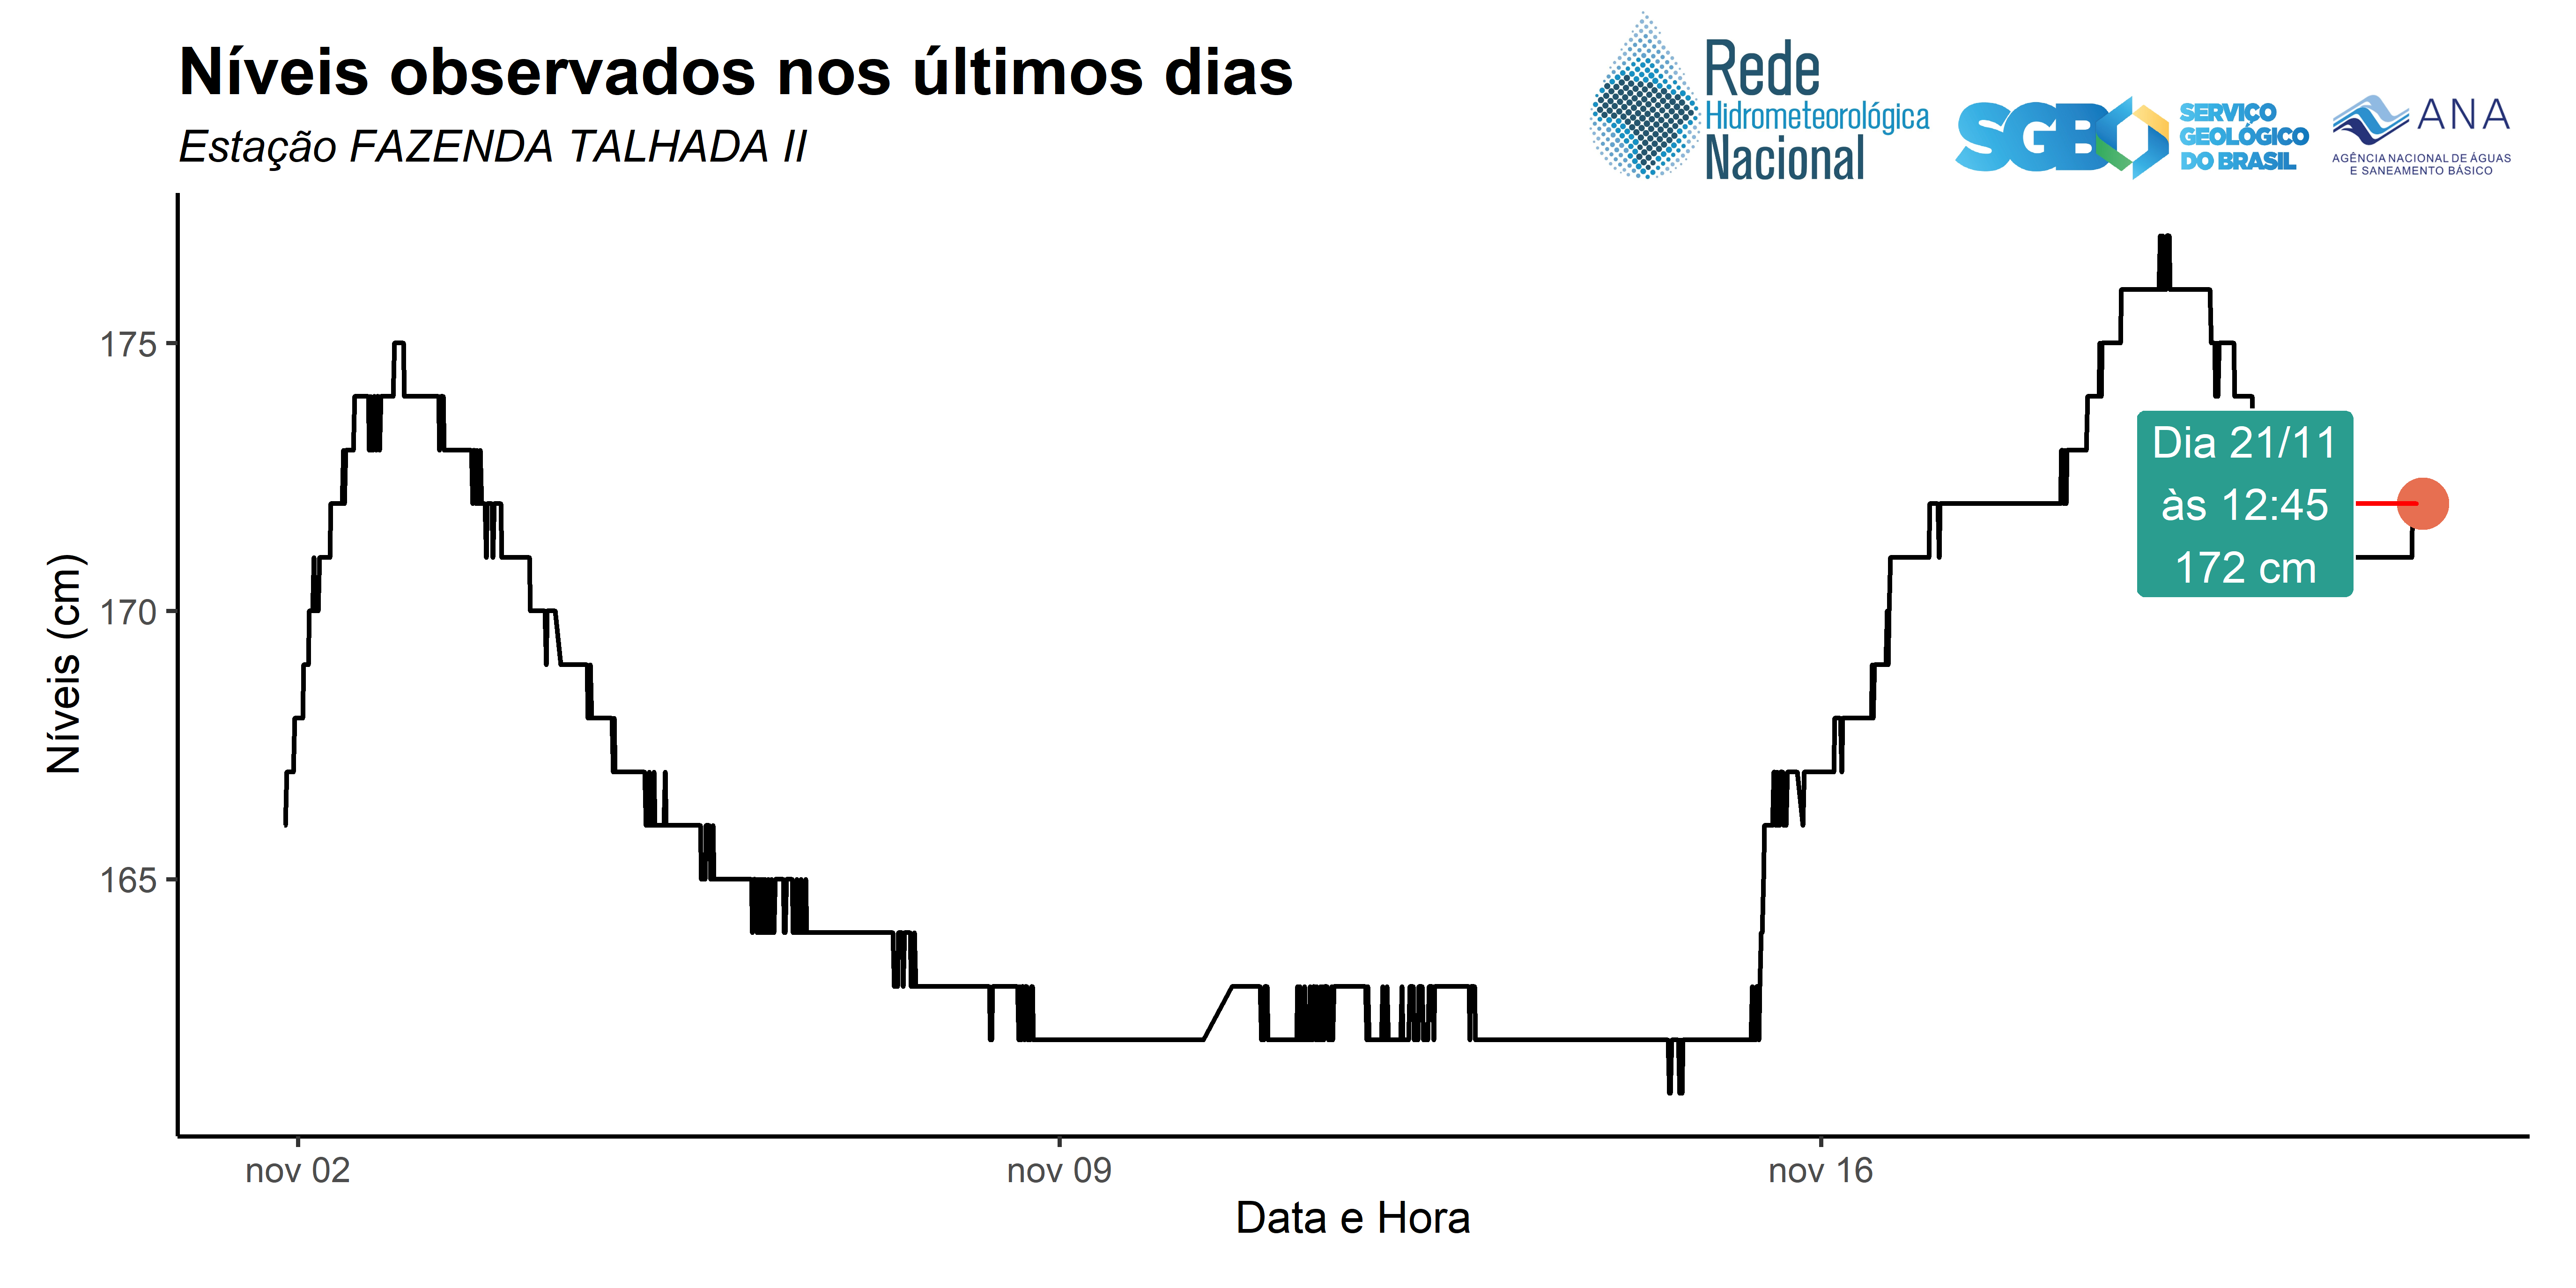 Níveis observados nos últimos dias
Estação FAZENDA TALHADA II
Rede
Hidrometeorológica
Nacional
SGB
SERVIÇO
GEOLÓGICO
DO BRASIL
ANA
AGÊNCIA NACIONAL DE ÁGUAS
E SANEAMENTO BÁSICO
Níveis (cm)
175
170
165
Dia 21/11
às 12:45
172 cm
nov 02
nov 09
nov 16
Data e Hora